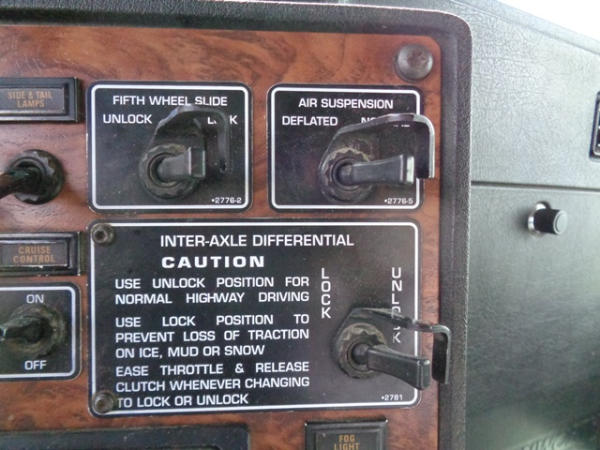 SIDE & TAIL
LAMPS
FIFTH WHEEL SLIDE
UNLOCK LOCK
•2776-2
AIR SUSPENSION
DEFLATED
•2776-5
CRUISE
CONTROL
ON
OFF
INTER-AXLE DIFFERENTIAL
CAUTION
USE UNLOCK POSITION FOR
NORMAL HIGHWAY DRIVING
USE LOCK POSITION TO
PREVENT LOSS OF TRACTION
ON ICE, MUD OR SNOW
EASE THROTTLE & RELEASE
CLUTCH WHENEVER CHANGING
TO LOCK OR UNLOCK
LOCK
UNLOCK
•2781
FOG
LIGHT